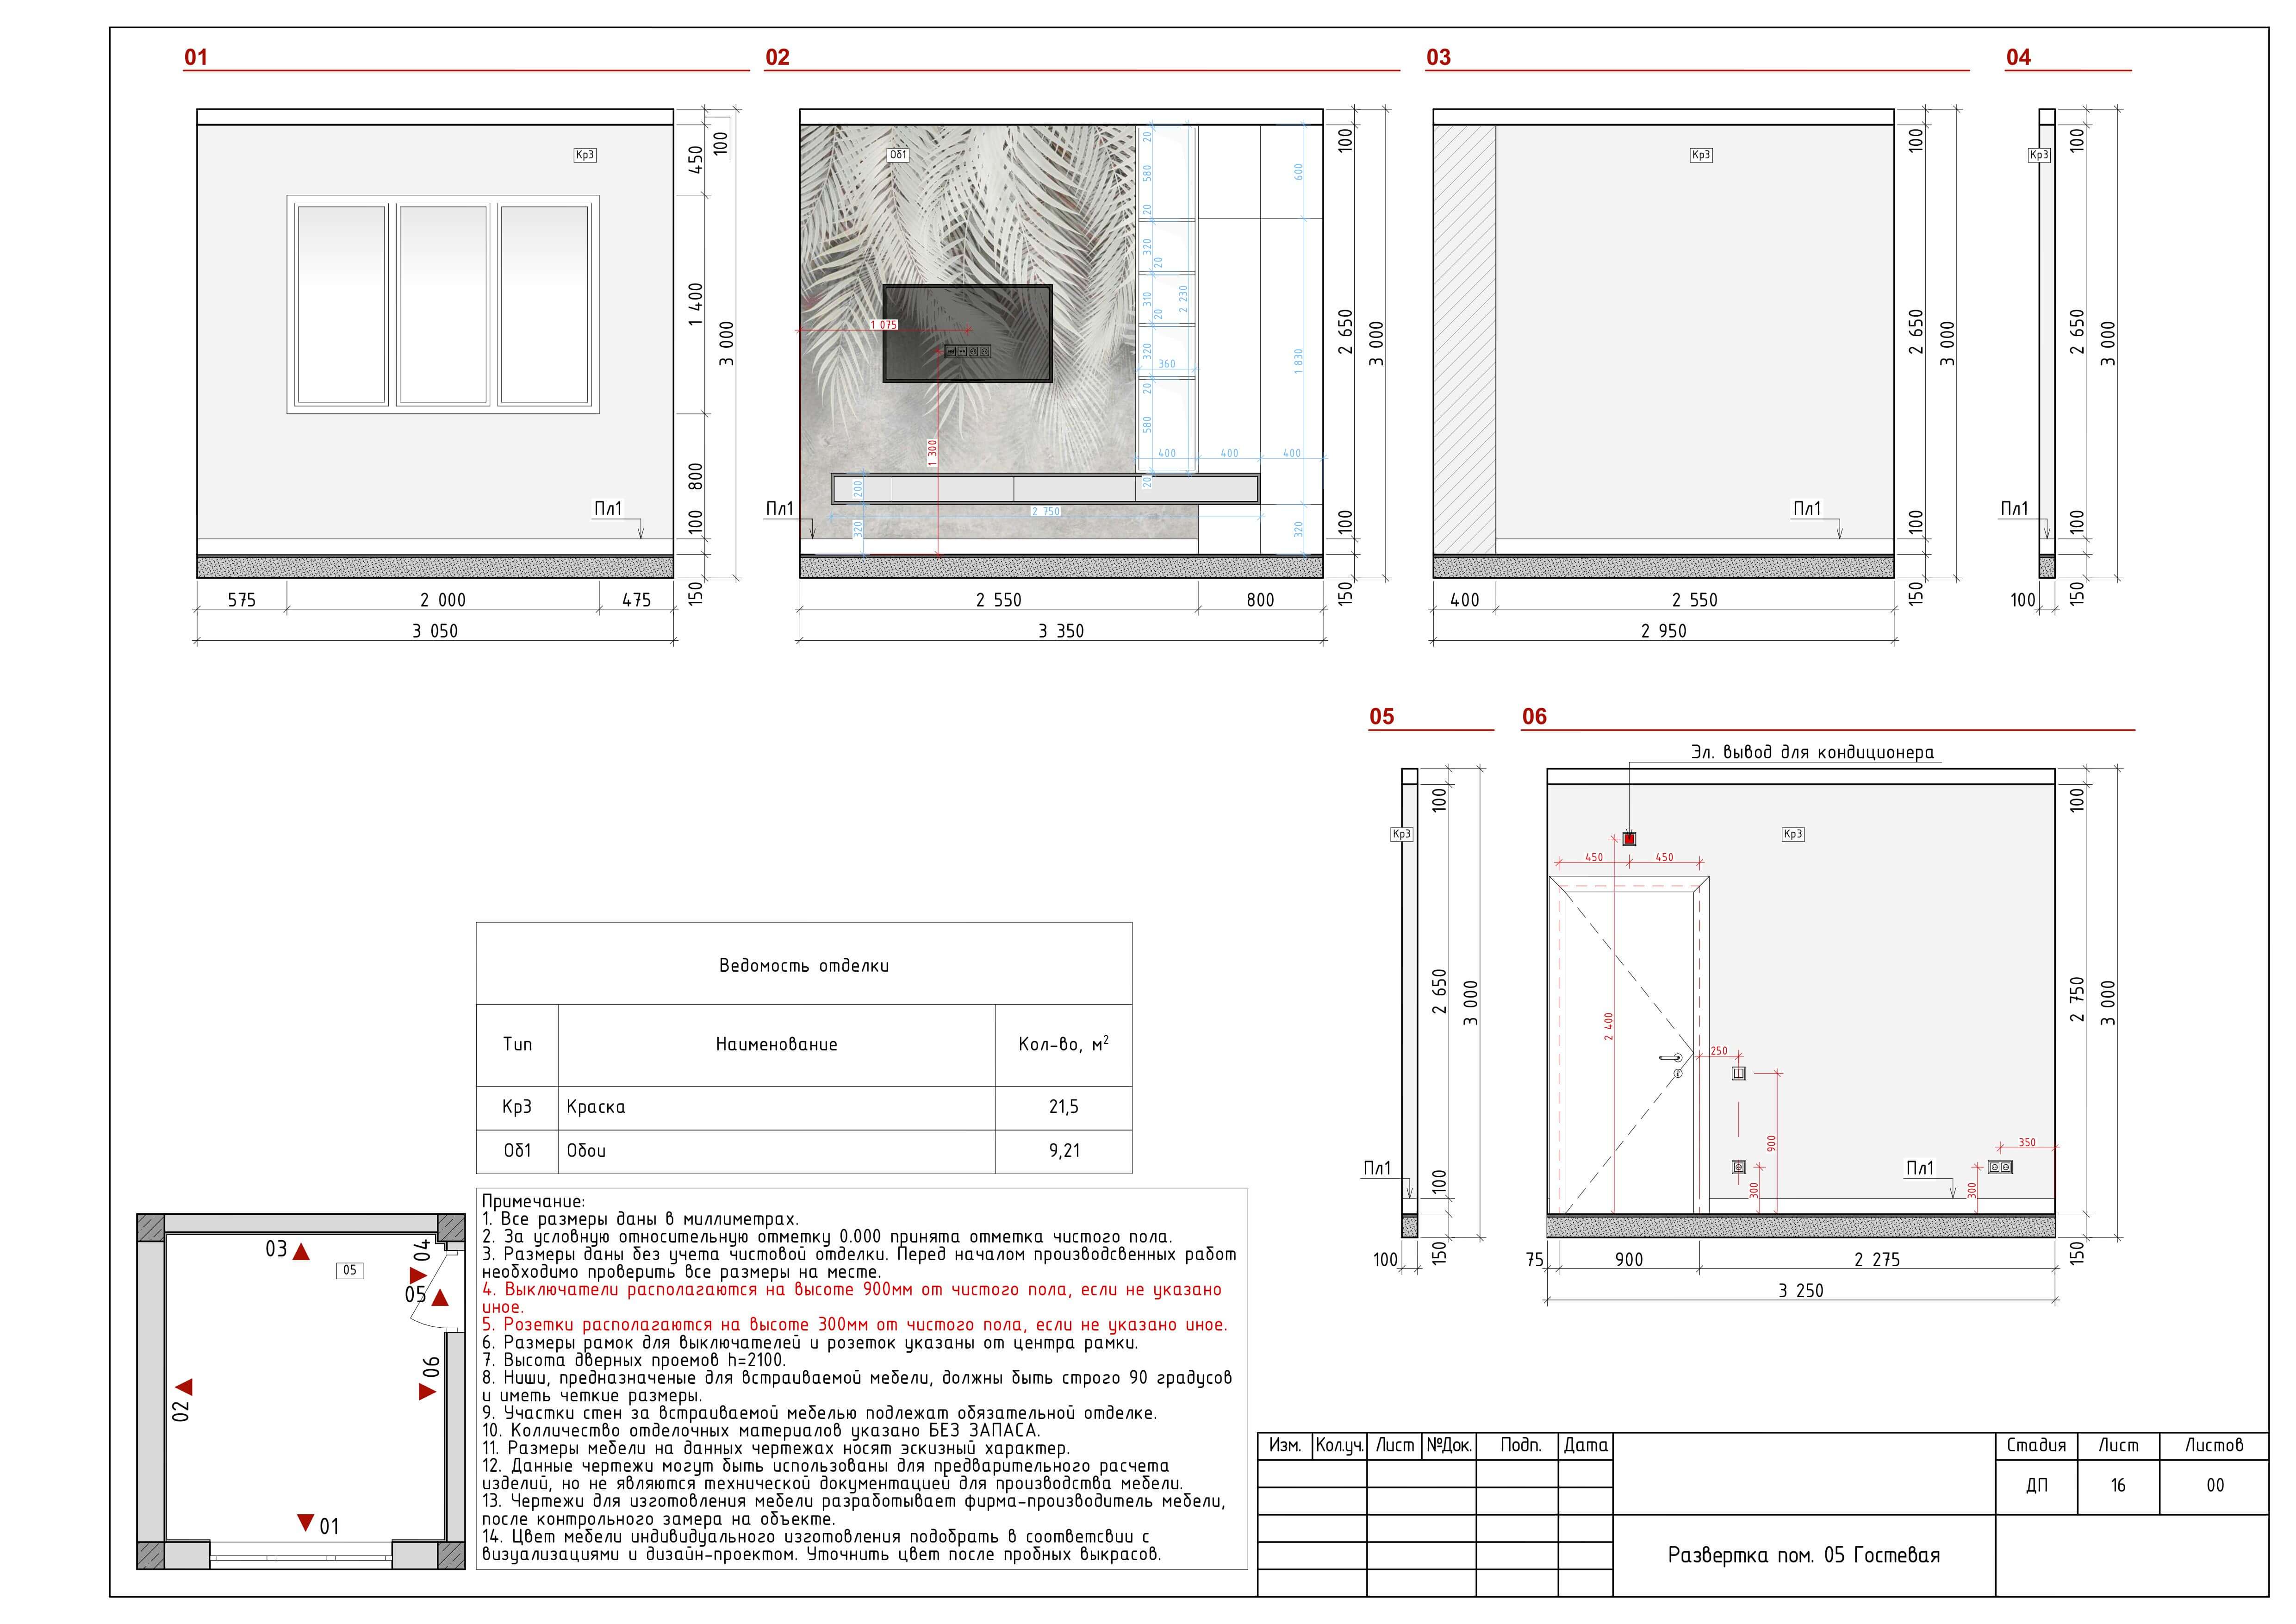 01
Кр3
450
100
1 400
3 000
800
100
150
Пл1
575
2 000
475
3 050
02
Об1
20
580
20
320
20
310
20
2 230
320
360
20
580
20
600
1 830
320
400
400
400
1 075
1 300
200
320
2 750
Пл1
100
2 650
3 000
100
150
2 550
800
3 350
03
Кр3
Пл1
100
2 650
3 000
100
150
400
2 550
2 950
04
Кр3
Пл1
100
2 650
3 000
100
150
100
05
Кр3
Пл1
100
2 650
3 000
100
150
100
06
Эл. вывод для кондиционера
Кр3
450
450
2 400
250
900
300
300
350
Пл1
100
2 750
3 000
150
75
900
2 275
3 250
Ведомость отделки
Тип
Наименование
Кол-во, м²
Кр3
Краска
21,5
Об1
Обои
9,21
Примечание:
1. Все размеры даны в миллиметрах.
2. За условную относительную отметку 0.000 принята отметка чистого пола.
3. Размеры даны без учета чистовой отделки. Перед началом производсвенных работ
необходимо проверить все размеры на месте.
4. Выключатели располагаются на высоте 900мм от чистого пола, если не указано
иное.
5. Розетки располагаются на высоте 300мм от чистого пола, если не указано иное.
6. Размеры рамок для выключателей и розеток указаны от центра рамки.
7. Высота дверных проемов h=2100.
8. Ниши, предназначеные для встраиваемой мебели, должны быть строго 90 градусов
и иметь четкие размеры.
9. Участки стен за встраиваемой мебелью подлежат обязательной отделке.
10. Колличество отделочных материалов указано БЕЗ ЗАПАСА.
11. Размеры мебели на данных чертежах носят эскизный характер.
12. Данные чертежи могут быть использованы для предварительного расчета
изделий, но не являются технической документацией для производства мебели.
13. Чертежи для изготовления мебели разработывает фирма-производитель мебели,
после контрольного замера на объекте.
14. Цвет мебели индивидуального изготовления подобрать в соответсвии с
визуализациями и дизайн-проектом. Уточнить цвет после пробных выкрасов.
03
05
04
05
06
02
01
Изм.
Кол.уч.
Лист
№Док.
Подп.
Дата
Стадия
Лист
Листов
ДП
16
00
Развертка пом. 05 Гостевая